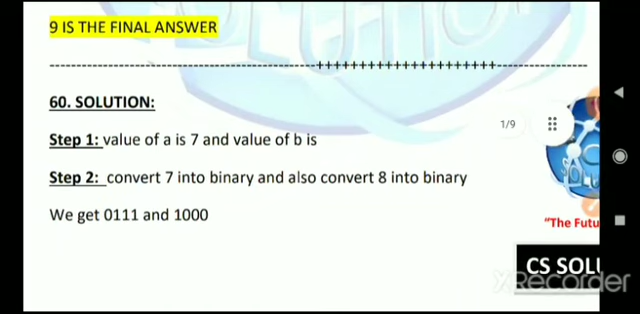 9 IS THE FINAL ANSWER
---------------------------------------+++++++++++++++++++++-------------
60. SOLUTION:
1/9
Step 1: value of a is 7 and value of b is
Step 2: convert 7 into binary and also convert 8 into binary
We get 0111 and 1000
"The Futu
CS SOLU
XRecorder